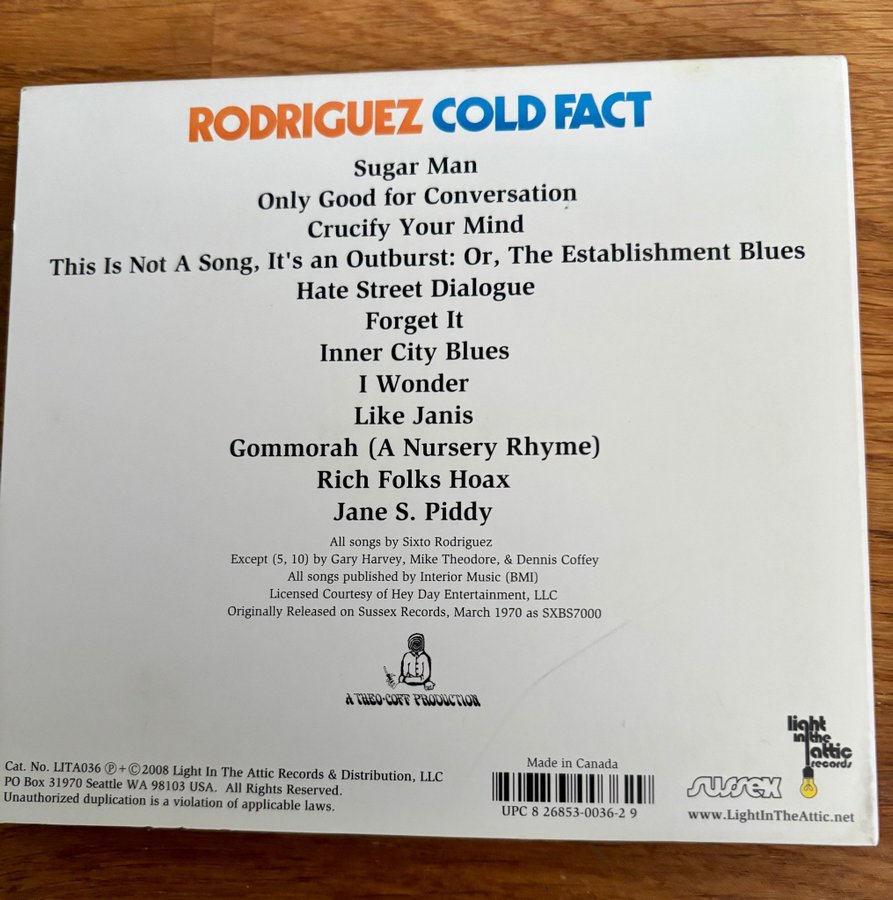 RODRIGUEZ COLD FACT
Sugar Man
Only Good for Conversation
Crucify Your Mind
This Is Not A Song, It's an Outburst: Or, The Establishment Blues
Hate Street Dialogue
Forget It
Inner City Blues
I Wonder
Like Janis
Gommorah (A Nursery Rhyme)
Rich Folks Hoax
Jane S. Piddy
All songs by Sixto Rodriguez
Except (5, 10) by Gary Harvey, Mike Theodore, & Dennis Coffey
All songs published by Interior Music (BMI)
Licensed Courtesy of Hey Day Entertainment, LLC
Originally Released on Sussex Records, March 1970 as SXBS7000
A THEO-COFF PRODUCTION
Cat. No. LITA036 ℗+©2008 Light In The Attic Records & Distribution, LLC
PO Box 31970 Seattle WA 98103 USA. All Rights Reserved.
Unauthorized duplication is a violation of applicable laws.
Made in Canada
UPC 8 26853-0036-2 9
sussex
light
in the
attic
records
www.LightInTheAttic.net